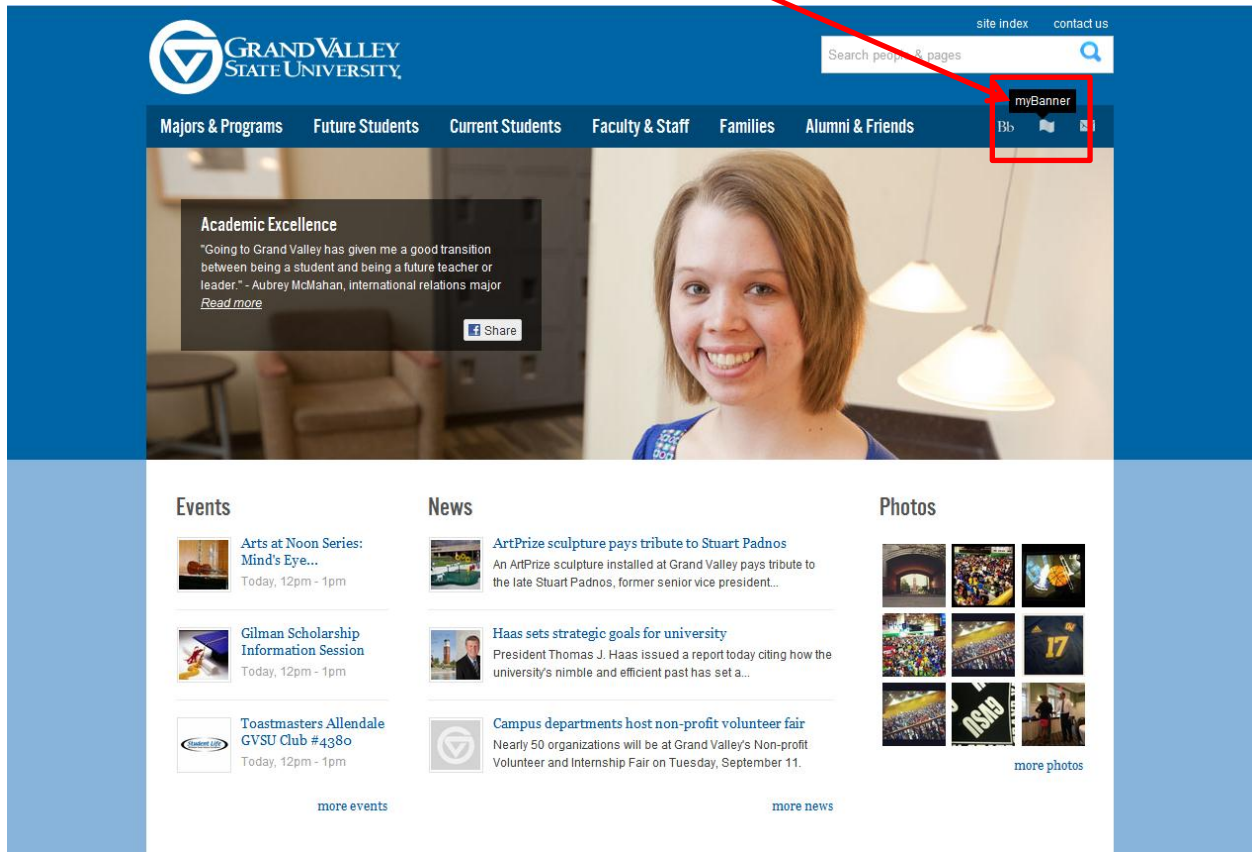 site index contact us
GRAND VALLEY
STATE UNIVERSITY
Search people & pages
myBanner
Majors & Programs Future Students Current Students Faculty & Staff Families Alumni & Friends Bb
Academic Excellence
"Going to Grand Valley has given me a good transition
between being a student and being a future teacher or
leader." - Aubrey McMahan, international relations major
Read more
f Share
Events
Arts at Noon Series:
Mind's Eye...
Today, 12pm - 1pm
Gilman Scholarship
Information Session
Today, 12pm - 1pm
Student Life
Toastmasters Allendale
GVSU Club #4380
Today, 12pm - 1pm
more events
News
ArtPrize sculpture pays tribute to Stuart Padnos
An ArtPrize sculpture installed at Grand Valley pays tribute to
the late Stuart Padnos, former senior vice president...
Haas sets strategic goals for university
President Thomas J. Haas issued a report today citing how the
university's nimble and efficient past has set a...
Campus departments host non-profit volunteer fair
Nearly 50 organizations will be at Grand Valley's Non-profit
Volunteer and Internship Fair on Tuesday, September 11.
more news
Photos
17
GVSU
more photos